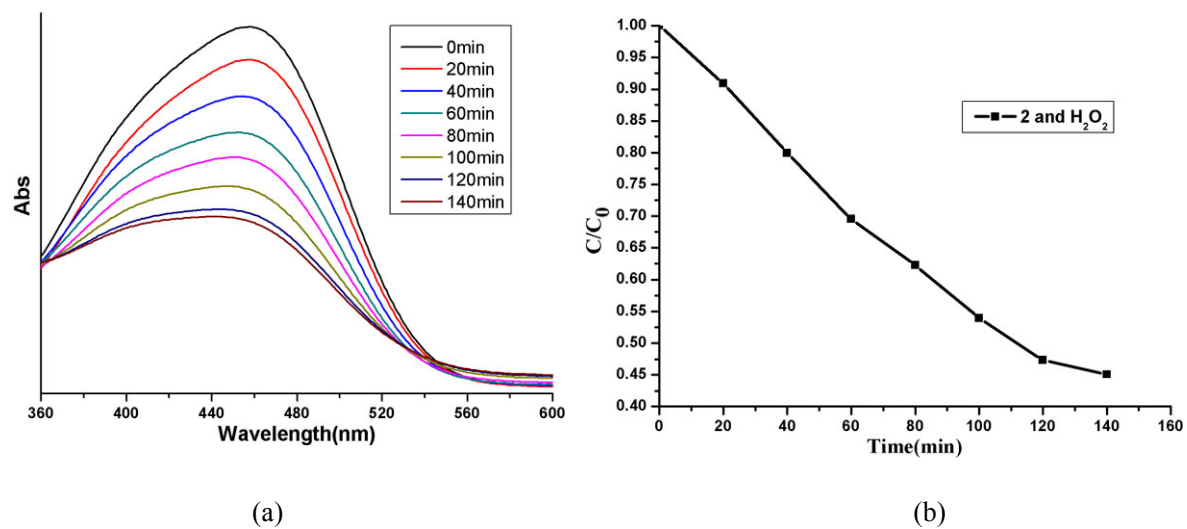 Abs
0min
20min
40min
60min
80min
100min
120min
140min
360 400 440 480 520 560 600
Wavelength(nm)
(a)
C/C₀
1.00
0.95
0.90
0.85
0.80
0.75
0.70
0.65
0.60
0.55
0.50
0.45
0.40
2 and H₂O₂
0 20 40 60 80 100 120 140 160
Time(min)
(b)